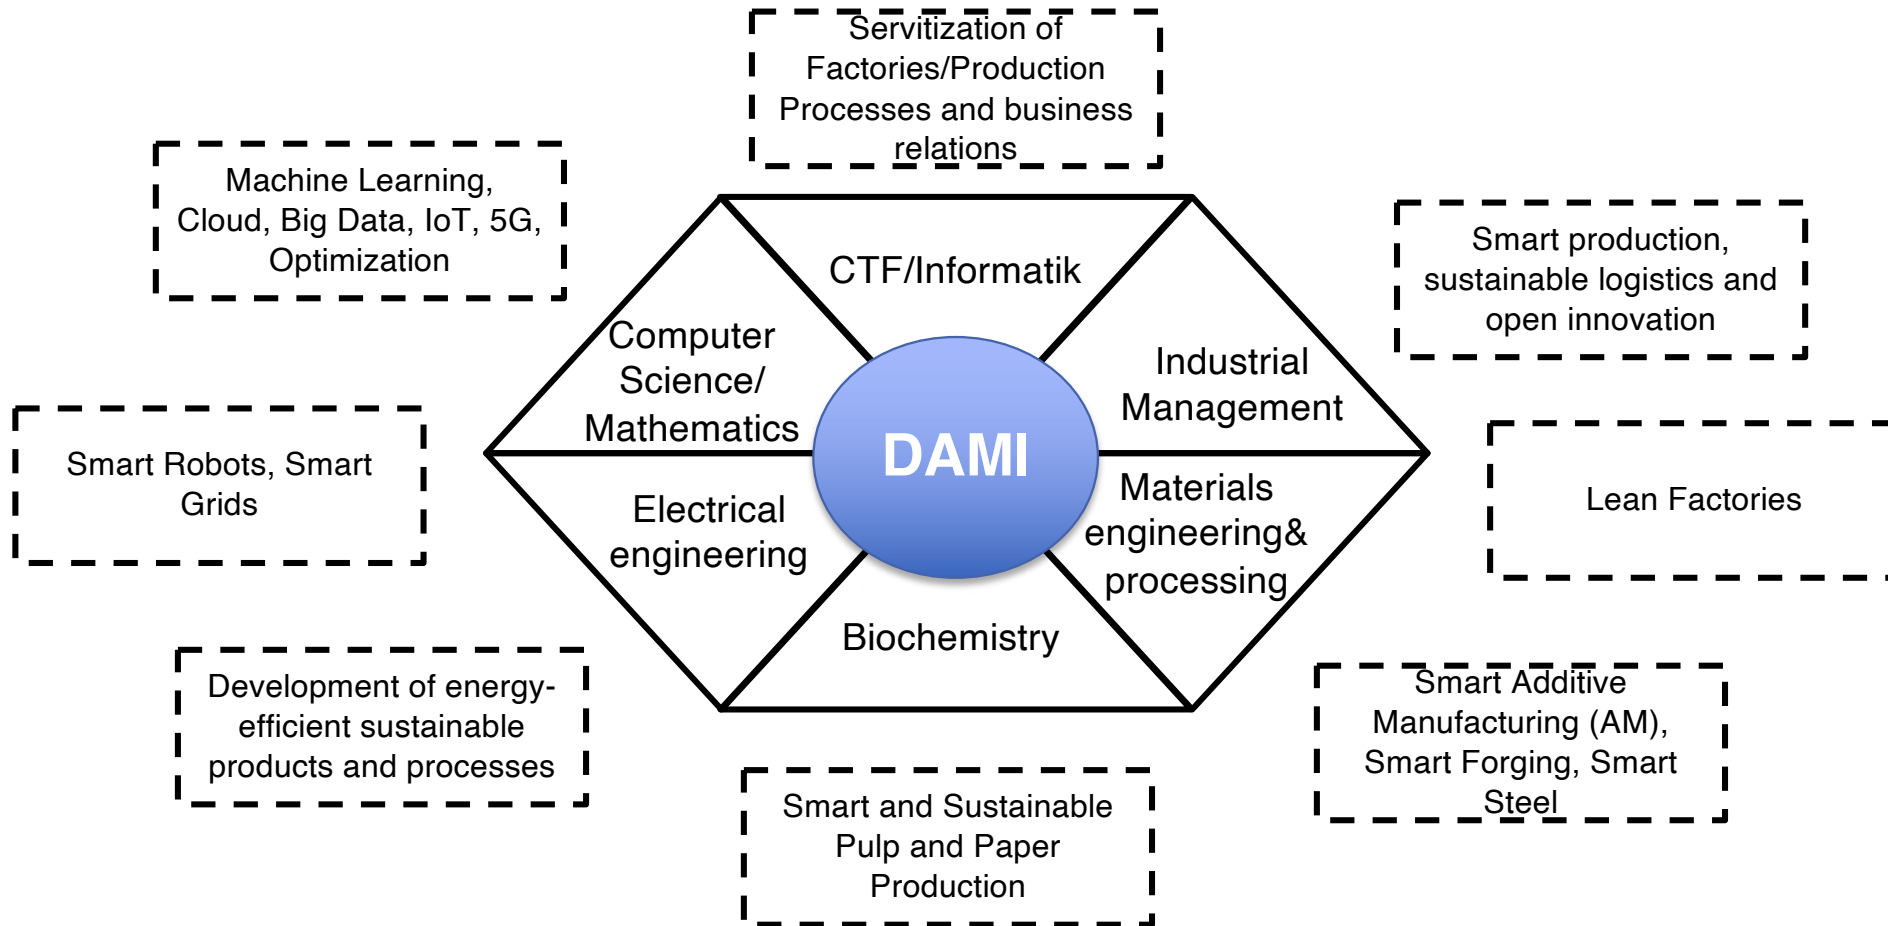 Servitization of
Factories/Production
Processes and business
relations
Machine Learning,
Cloud, Big Data, IoT, 5G,
Optimization
Smart production,
sustainable logistics and
open innovation
CTF/Informatik
Computer
Science/
Mathematics
Industrial
Management
DAMI
Smart Robots, Smart
Grids
Lean Factories
Electrical
engineering
Materials
engineering&
processing
Biochemistry
Development of energy-
efficient sustainable
products and processes
Smart Additive
Manufacturing (AM),
Smart Forging, Smart
Steel
Smart and Sustainable
Pulp and Paper
Production